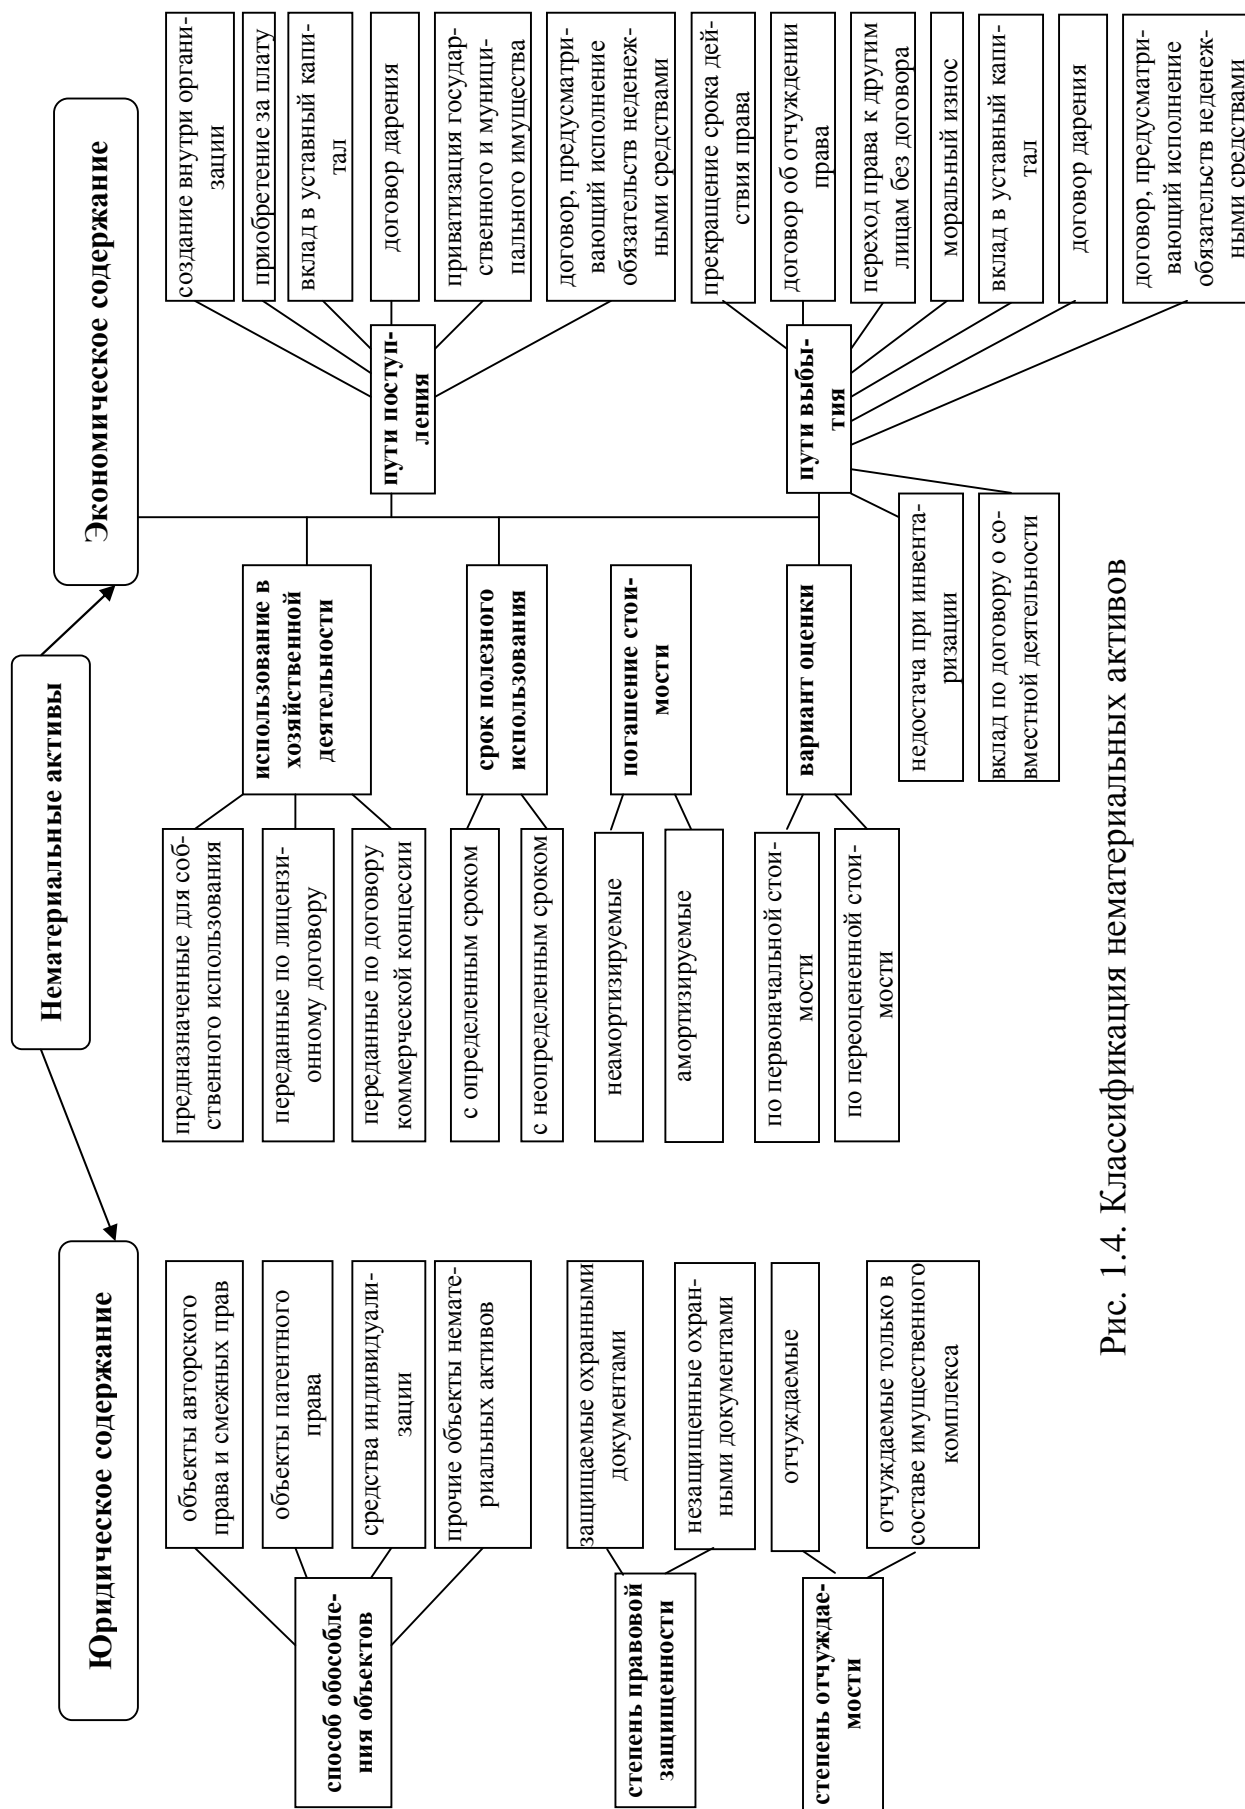 Нематериальные активы
Юридическое содержание
Экономическое содержание
способ обособле-
ния объектов
объекты авторского
права и смежных прав
объекты патентного
права
средства индивидуали-
зации
прочие объекты немате-
риальных активов
степень правовой
защищенности
защищаемые охранными
документами
незащищенные охран-
ными документами
степень отчуждае-
мости
отчуждаемые
отчуждаемые только в
составе имущественного
комплекса
использование в
хозяйственной
деятельности
предназначенные для соб-
ственного использования
переданные по лицензи-
онному договору
переданные по договору
коммерческой концессии
срок полезного
использования
с определенным сроком
с неопределенным сроком
погашение стои-
мости
неамортизируемые
амортизируемые
вариант оценки
по первоначальной стои-
мости
по переоцененной стои-
мости
пути поступ-
ления
создание внутри органи-
зации
приобретение за плату
вклад в уставный капи-
тал
договор дарения
приватизация государ-
ственного и муници-
пального имущества
договор, предусматри-
вающий исполнение
обязательств неденеж-
ными средствами
пути выбы-
тия
прекращение срока дей-
ствия права
договор об отчуждении
права
переход права к другим
лицам без договора
моральный износ
вклад в уставный капи-
тал
договор дарения
договор, предусматри-
вающий исполнение
обязательств неденеж-
ными средствами
недостача при инвента-
ризации
вклад по договору о со-
вместной деятельности
Рис. 1.4. Классификация нематериальных активов